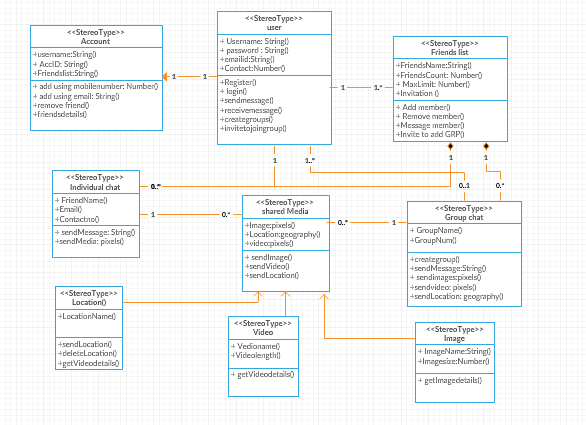 <<StereoType>>
Account
+username:String()
+ AccID: String()
+Friendslist:String()
+ add using mobilenumber: Number()
+ add using email: String()
+ remove friend()
+friendsdetails()
<<StereoType>>
user
+ Username: String()
+ password : String()
+emailid:String()
+Contact:Number()
+Register()
+ login()
+sendmessage()
+receivemessage()
+creategroups()
+invitetojoingroup()
<<StereoType>>
Friends list
+FriendsName:String()
+FriendsCount: Number()
+ MaxLimit: Number()
+Invitation ()
+ Add member()
+ Remove member()
+Message member()
+Invite to add GRP()
1
1
1
1.*
1
1..*
1
1
0..*
0..1
0.*
<<StereoType>>
Individual chat
+ FriendName()
+Email()
+Contactno()
+ sendMessage: String()
+sendMedia: pixels()
1
0.*
<<StereoType>>
shared Media
+Image:pixels()
+Location:geography()
+video:pixels()
+ sendImage()
+sendVideo()
+sendLocation()
0..*
1
<<StereoType>>
Group chat
+ GroupName()
+GroupNum()
+creategroup()
+sendMessage:String()
+ sendimage:pixels()
+ sendvideo: pixels()
+sendLocation: geography()
<<StereoType>>
Location()
+LocationName()
+sendLocation()
+deleteLocation()
+getVideodetails()
<<StereoType>>
Video
+ Vedioname()
+Videolength()
+ getVideodetails()
<<StereoType>>
Image
+ ImageName:String()
+Imagesize:Number()
+ getImagedetails()